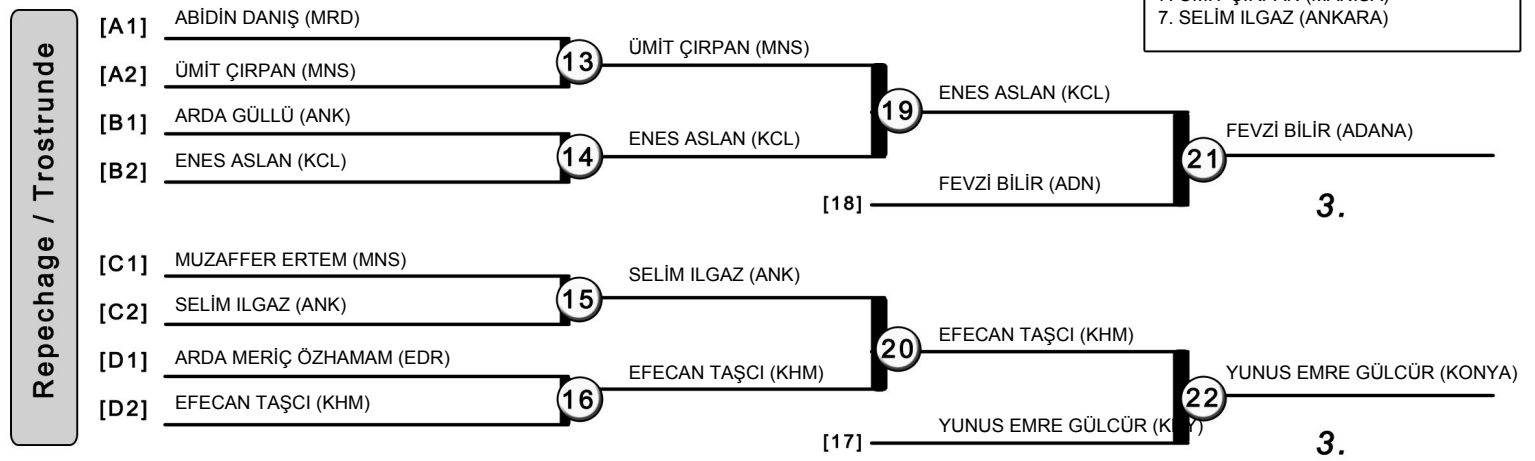 7. SELİM ILGAZ (ANKARA)
Repechage / Trostrunde
[A1] ABİDİN DANIŞ (MRD)
[A2] ÜMİT ÇIRPAN (MNS)
13
ÜMİT ÇIRPAN (MNS)
[B1] ARDA GÜLLÜ (ANK)
[B2] ENES ASLAN (KCL)
14
ENES ASLAN (KCL)
19
ENES ASLAN (KCL)
[18] FEVZİ BİLİR (ADN)
21
FEVZİ BİLİR (ADANA)
3.
[C1] MUZAFFER ERTEM (MNS)
[C2] SELİM ILGAZ (ANK)
15
SELİM ILGAZ (ANK)
[D1] ARDA MERİÇ ÖZHAMAM (EDR)
[D2] EFECAN TAŞCI (KHM)
16
EFECAN TAŞCI (KHM)
20
EFECAN TAŞCI (KHM)
[17] YUNUS EMRE GÜLCÜR
22
YUNUS EMRE GÜLCÜR (KONYA)
3.